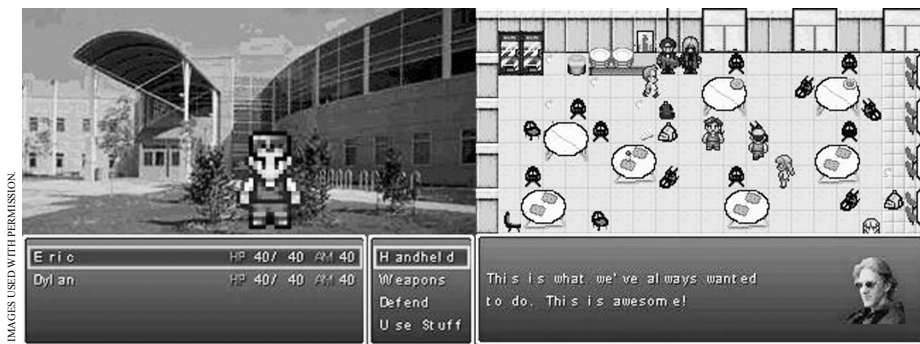 IMAGES USED WITH PERMISSION.
Eric HP 40/ 40 AM 40
Dylan HP 40/ 40 AM 40
Handheld
Weapons
Defend
Use Stuff
This is what we've always wanted
to do. This is awesome!